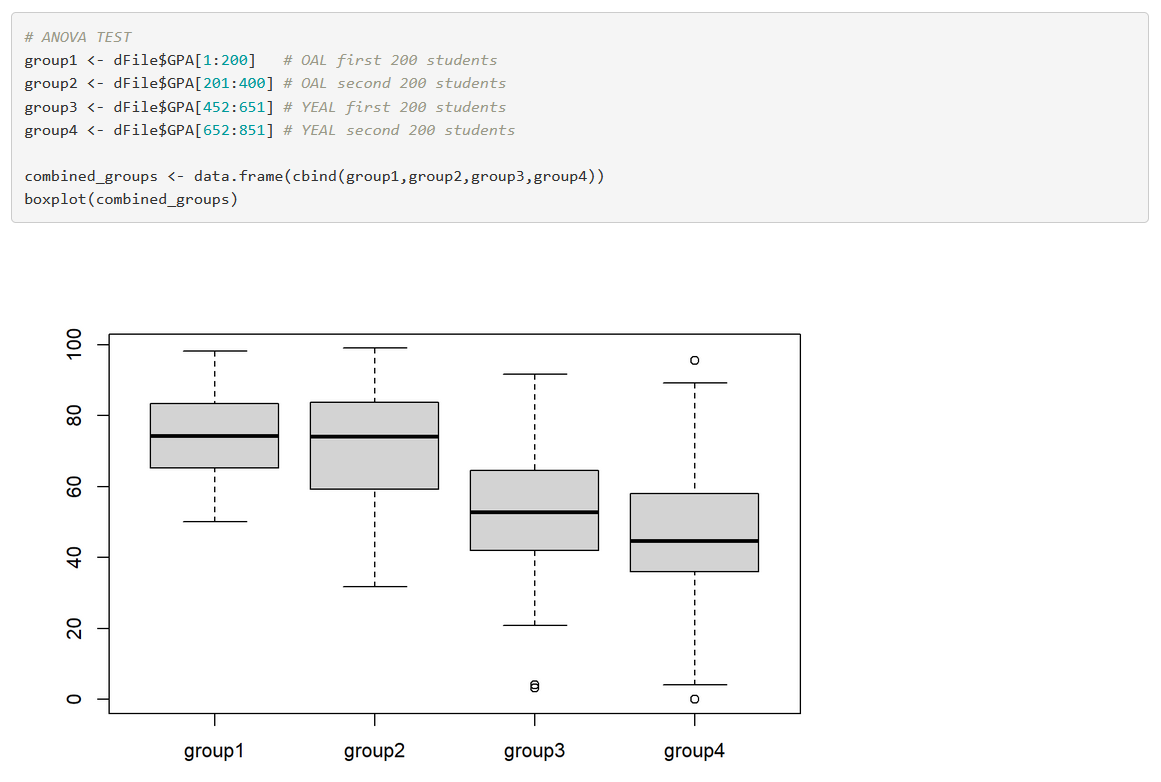 # ANOVA TEST
group1 <- dFile$GPA[1:200]   # OAL first 200 students
group2 <- dFile$GPA[201:400] # OAL second 200 students
group3 <- dFile$GPA[452:651] # YEAL first 200 students
group4 <- dFile$GPA[652:851] # YEAL second 200 students
combined_groups <- data.frame(cbind(group1,group2,group3,group4))
boxplot(combined_groups)
100
80
60
40
20
0
group1 group2 group3 group4